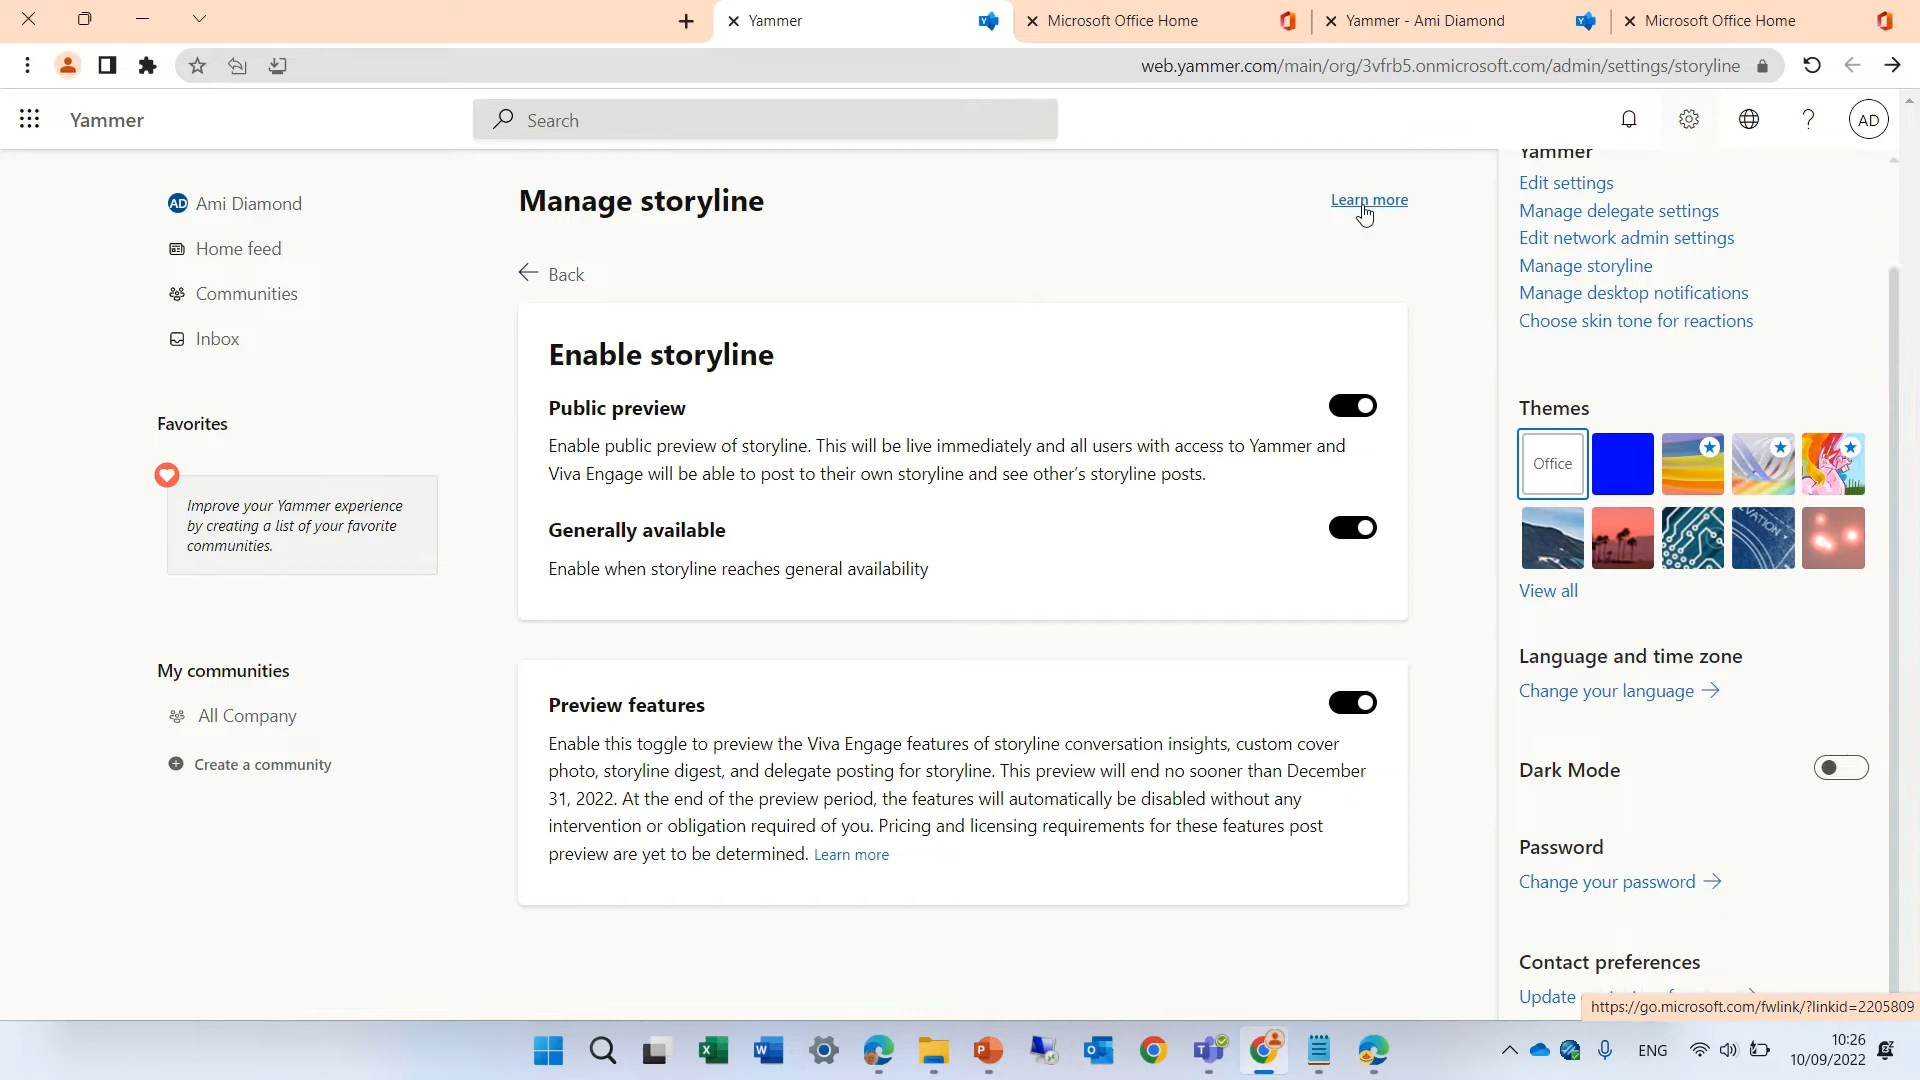 Yammer
Microsoft Office Home
Yammer - Ami Diamond
Microsoft Office Home
web.yammer.com/main/org/3vfrb5.onmicrosoft.com/admin/settings/storyline
Yammer
Search
AD
AD Ami Diamond
Home feed
Communities
Inbox
Favorites
Improve your Yammer experience
by creating a list of your favorite
communities.
My communities
All Company
Create a community
Manage storyline
Learn more
Back
Enable storyline
Public preview
Enable public preview of storyline. This will be live immediately and all users with access to Yammer and
Viva Engage will be able to post to their own storyline and see other's storyline posts.
Generally available
Enable when storyline reaches general availability
Preview features
Enable this toggle to preview the Viva Engage features of storyline conversation insights, custom cover
photo, storyline digest, and delegate posting for storyline. This preview will end no sooner than December
31, 2022. At the end of the preview period, the features will automatically be disabled without any
intervention or obligation required of you. Pricing and licensing requirements for these features post
preview are yet to be determined. Learn more
Yammer
Edit settings
Manage delegate settings
Edit network admin settings
Manage storyline
Manage desktop notifications
Choose skin tone for reactions
Themes
Office
View all
Language and time zone
Change your language
Dark Mode
Password
Change your password
Contact preferences
Update
https://go.microsoft.com/fwlink/?linkid=2205809
ENG
10:26
10/09/2022